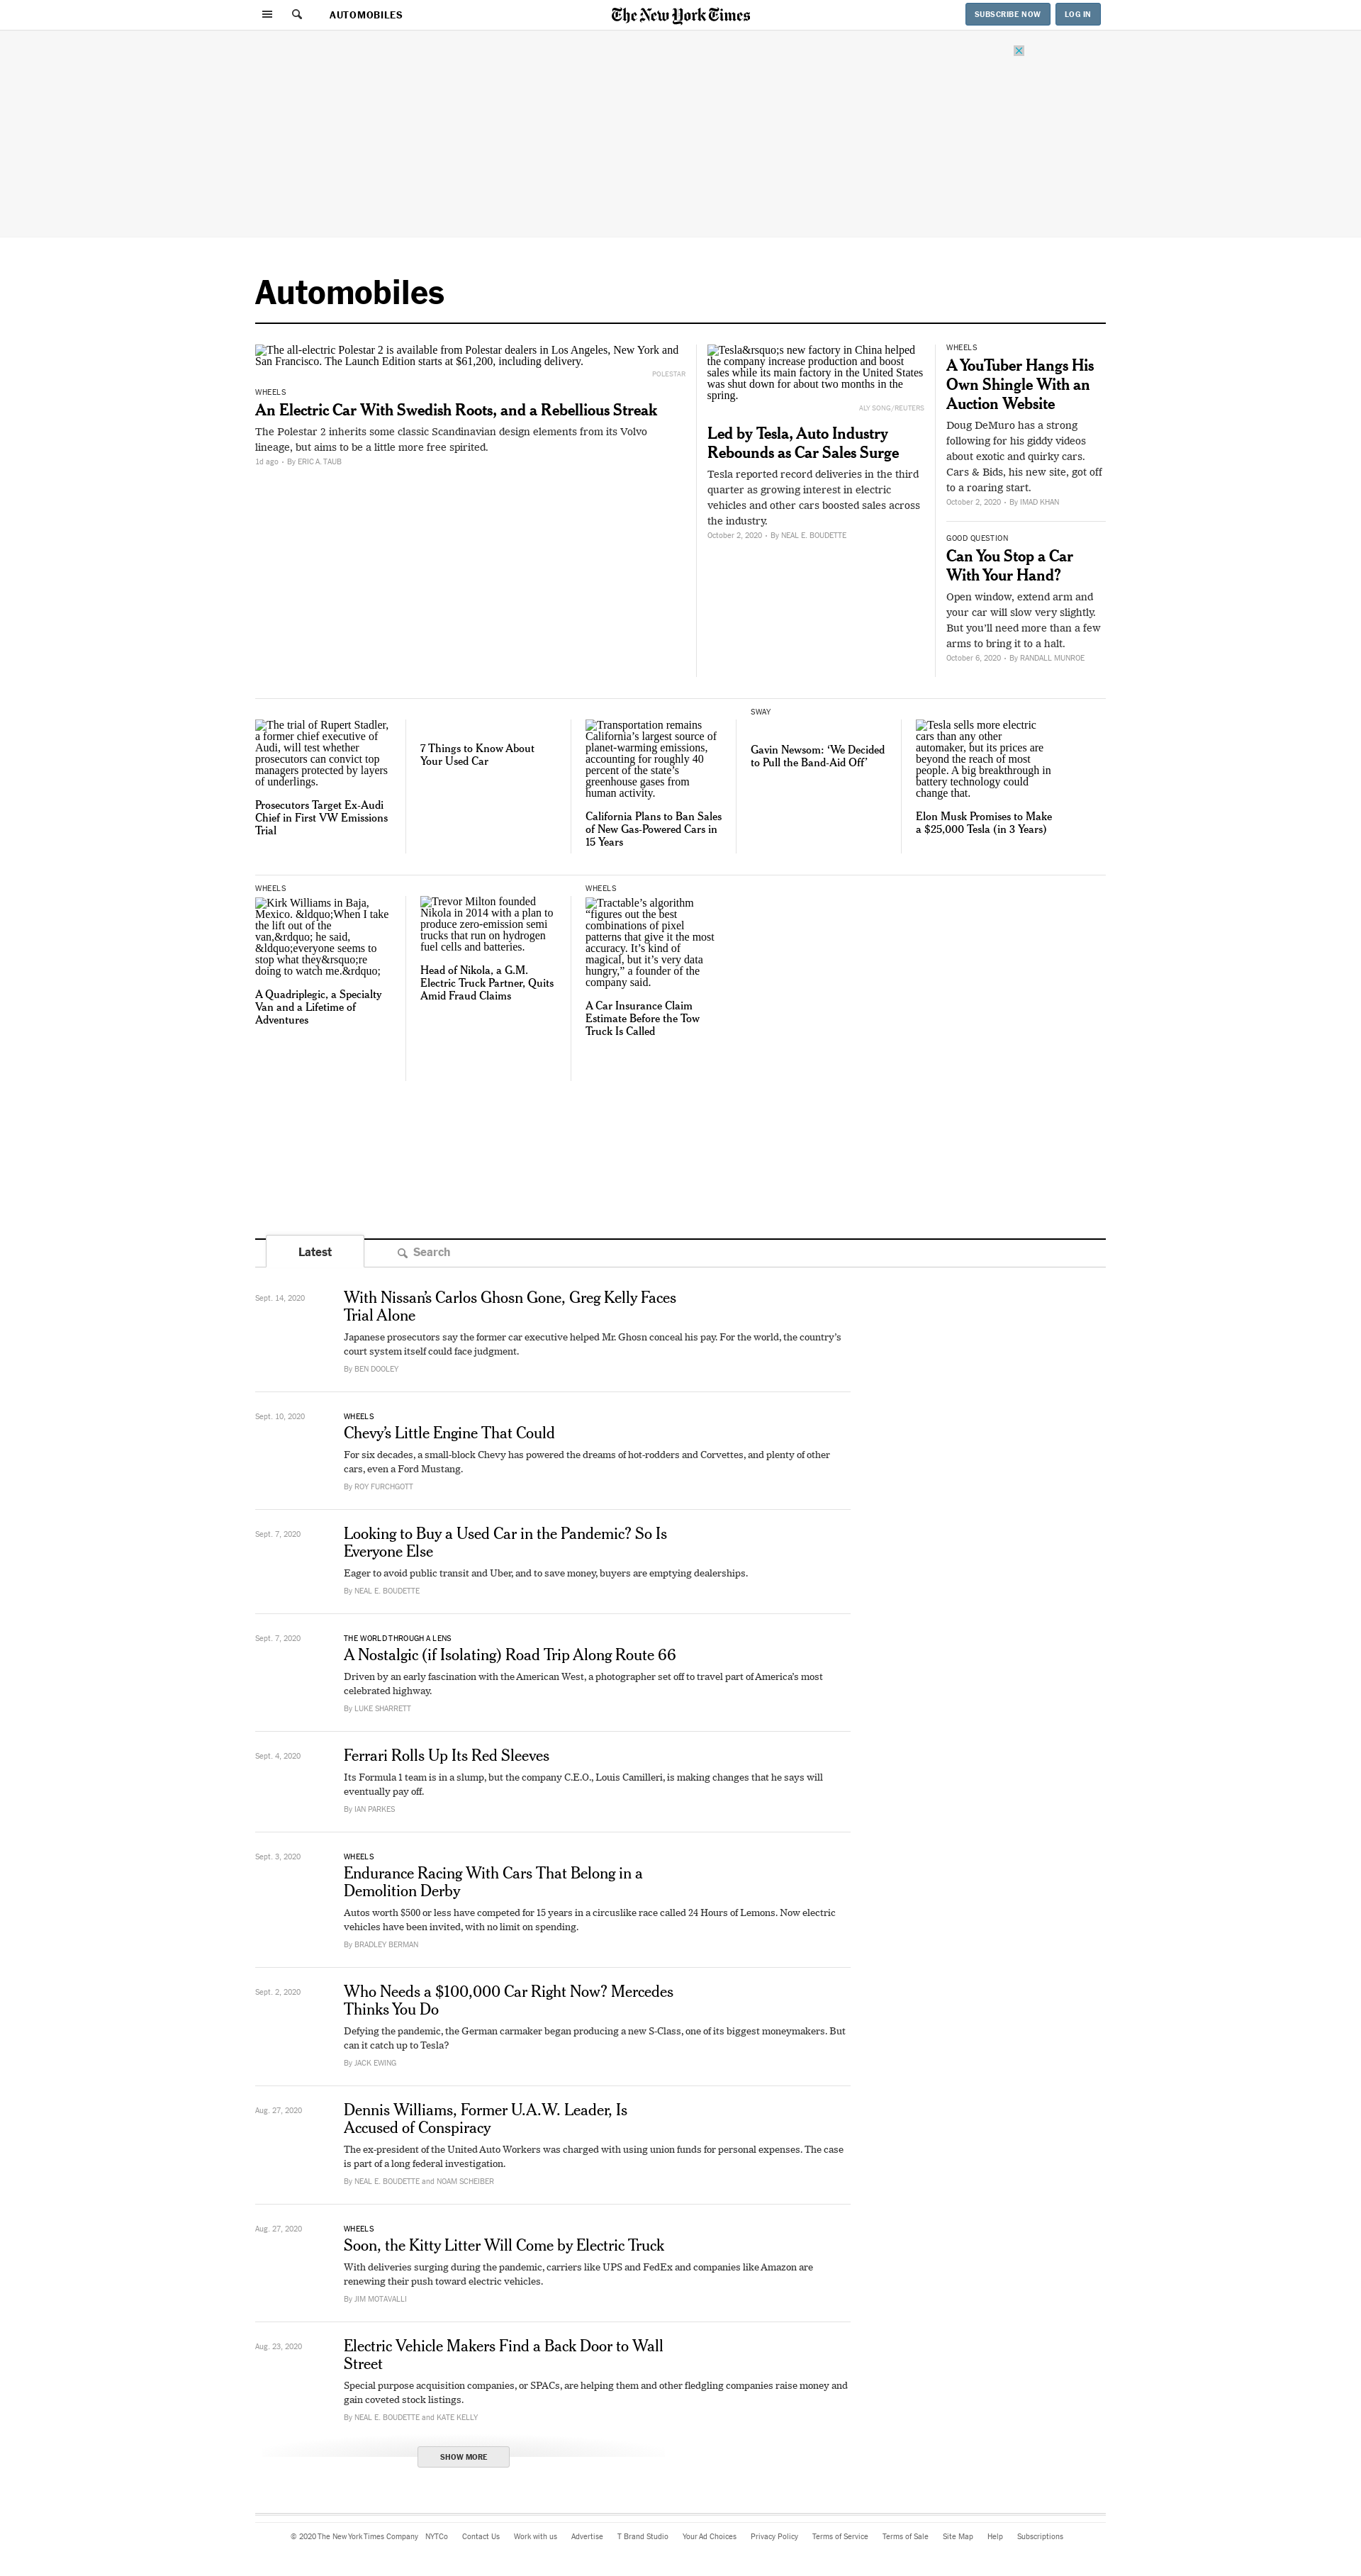 AUTOMOBILES
The New York Times
SUBSCRIBE NOW
LOG IN
Automobiles
The all-electric Polestar 2 is available from Polestar dealers in Los Angeles, New York and
San Francisco. The Launch Edition starts at $61,200, including delivery.
POLESTAR
WHEELS
An Electric Car With Swedish Roots, and a Rebellious Streak
The Polestar 2 inherits some classic Scandinavian design elements from its Volvo
lineage, but aims to be a little more free spirited.
1d ago • By ERIC A. TAUB
Tesla&rsquo;s new factory in China helped
the company increase production and boost
sales while its main factory in the United States
was shut down for about two months in the
spring.
ALY SONG/REUTERS
Led by Tesla, Auto Industry
Rebounds as Car Sales Surge
Tesla reported record deliveries in the third
quarter as growing interest in electric
vehicles and other cars boosted sales across
the industry.
October 2, 2020 • By NEAL E. BOUDETTE
WHEELS
A YouTuber Hangs His
Own Shingle With an
Auction Website
Doug DeMuro has a strong
following for his giddy videos
about exotic and quirky cars.
Cars & Bids, his new site, got off
to a roaring start.
October 2, 2020 • By IMAD KHAN
GOOD QUESTION
Can You Stop a Car
With Your Hand?
Open window, extend arm and
your car will slow very slightly.
But you’ll need more than a few
arms to bring it to a halt.
October 6, 2020 • By RANDALL MUNROE
The trial of Rupert Stadler,
a former chief executive of
Audi, will test whether
prosecutors can convict top
managers protected by layers
of underlings.
Prosecutors Target Ex-Audi
Chief in First VW Emissions
Trial
7 Things to Know About
Your Used Car
Transportation remains
California’s largest source of
planet-warming emissions,
accounting for roughly 40
percent of the state’s
greenhouse gases from
human activity.
California Plans to Ban Sales
of New Gas-Powered Cars in
15 Years
SWAY
Gavin Newsom: ‘We Decided
to Pull the Band-Aid Off’
Tesla sells more electric
cars than any other
automaker, but its prices are
beyond the reach of most
people. A big breakthrough in
battery technology could
change that.
Elon Musk Promises to Make
a $25,000 Tesla (in 3 Years)
WHEELS
Kirk Williams in Baja,
Mexico. &ldquo;When I take
the lift out of the
van,&rdquo; he said,
&ldquo;everyone seems to
stop what they&rsquo;re
doing to watch me.&rdquo;
A Quadriplegic, a Specialty
Van and a Lifetime of
Adventures
Trevor Milton founded
Nikola in 2014 with a plan to
produce zero-emission semi
trucks that run on hydrogen
fuel cells and batteries.
Head of Nikola, a G.M.
Electric Truck Partner, Quits
Amid Fraud Claims
WHEELS
Tractable’s algorithm
“figures out the best
combinations of pixel
patterns that give it the most
accuracy. It’s kind of
magical, but it’s very data
hungry,” a founder of the
company said.
A Car Insurance Claim
Estimate Before the Tow
Truck Is Called
Latest
Search
Sept. 14, 2020
With Nissan’s Carlos Ghosn Gone, Greg Kelly Faces
Trial Alone
Japanese prosecutors say the former car executive helped Mr. Ghosn conceal his pay. For the world, the country’s
court system itself could face judgment.
By BEN DOOLEY
Sept. 10, 2020
WHEELS
Chevy’s Little Engine That Could
For six decades, a small-block Chevy has powered the dreams of hot-rodders and Corvettes, and plenty of other
cars, even a Ford Mustang.
By ROY FURCHGOTT
Sept. 7, 2020
Looking to Buy a Used Car in the Pandemic? So Is
Everyone Else
Eager to avoid public transit and Uber, and to save money, buyers are emptying dealerships.
By NEAL E. BOUDETTE
Sept. 7, 2020
THE WORLD THROUGH A LENS
A Nostalgic (if Isolating) Road Trip Along Route 66
Driven by an early fascination with the American West, a photographer set off to travel part of America’s most
celebrated highway.
By LUKE SHARRETT
Sept. 4, 2020
Ferrari Rolls Up Its Red Sleeves
Its Formula 1 team is in a slump, but the company C.E.O., Louis Camilleri, is making changes that he says will
eventually pay off.
By IAN PARKES
Sept. 3, 2020
WHEELS
Endurance Racing With Cars That Belong in a
Demolition Derby
Autos worth $500 or less have competed for 15 years in a circuslike race called 24 Hours of Lemons. Now electric
vehicles have been invited, with no limit on spending.
By BRADLEY BERMAN
Sept. 2, 2020
Who Needs a $100,000 Car Right Now? Mercedes
Thinks You Do
Defying the pandemic, the German carmaker began producing a new S-Class, one of its biggest moneymakers. But
can it catch up to Tesla?
By JACK EWING
Aug. 27, 2020
Dennis Williams, Former U.A.W. Leader, Is
Accused of Conspiracy
The ex-president of the United Auto Workers was charged with using union funds for personal expenses. The case
is part of a long federal investigation.
By NEAL E. BOUDETTE and NOAM SCHEIBER
Aug. 27, 2020
WHEELS
Soon, the Kitty Litter Will Come by Electric Truck
With deliveries surging during the pandemic, carriers like UPS and FedEx and companies like Amazon are
renewing their push toward electric vehicles.
By JIM MOTAVALLI
Aug. 23, 2020
Electric Vehicle Makers Find a Back Door to Wall
Street
Special purpose acquisition companies, or SPACs, are helping them and other fledgling companies raise money and
gain coveted stock listings.
By NEAL E. BOUDETTE and KATE KELLY
SHOW MORE
© 2020 The New York Times Company NYTCo Contact Us Work with us Advertise T Brand Studio Your Ad Choices Privacy Policy Terms of Service Terms of Sale Site Map Help Subscriptions